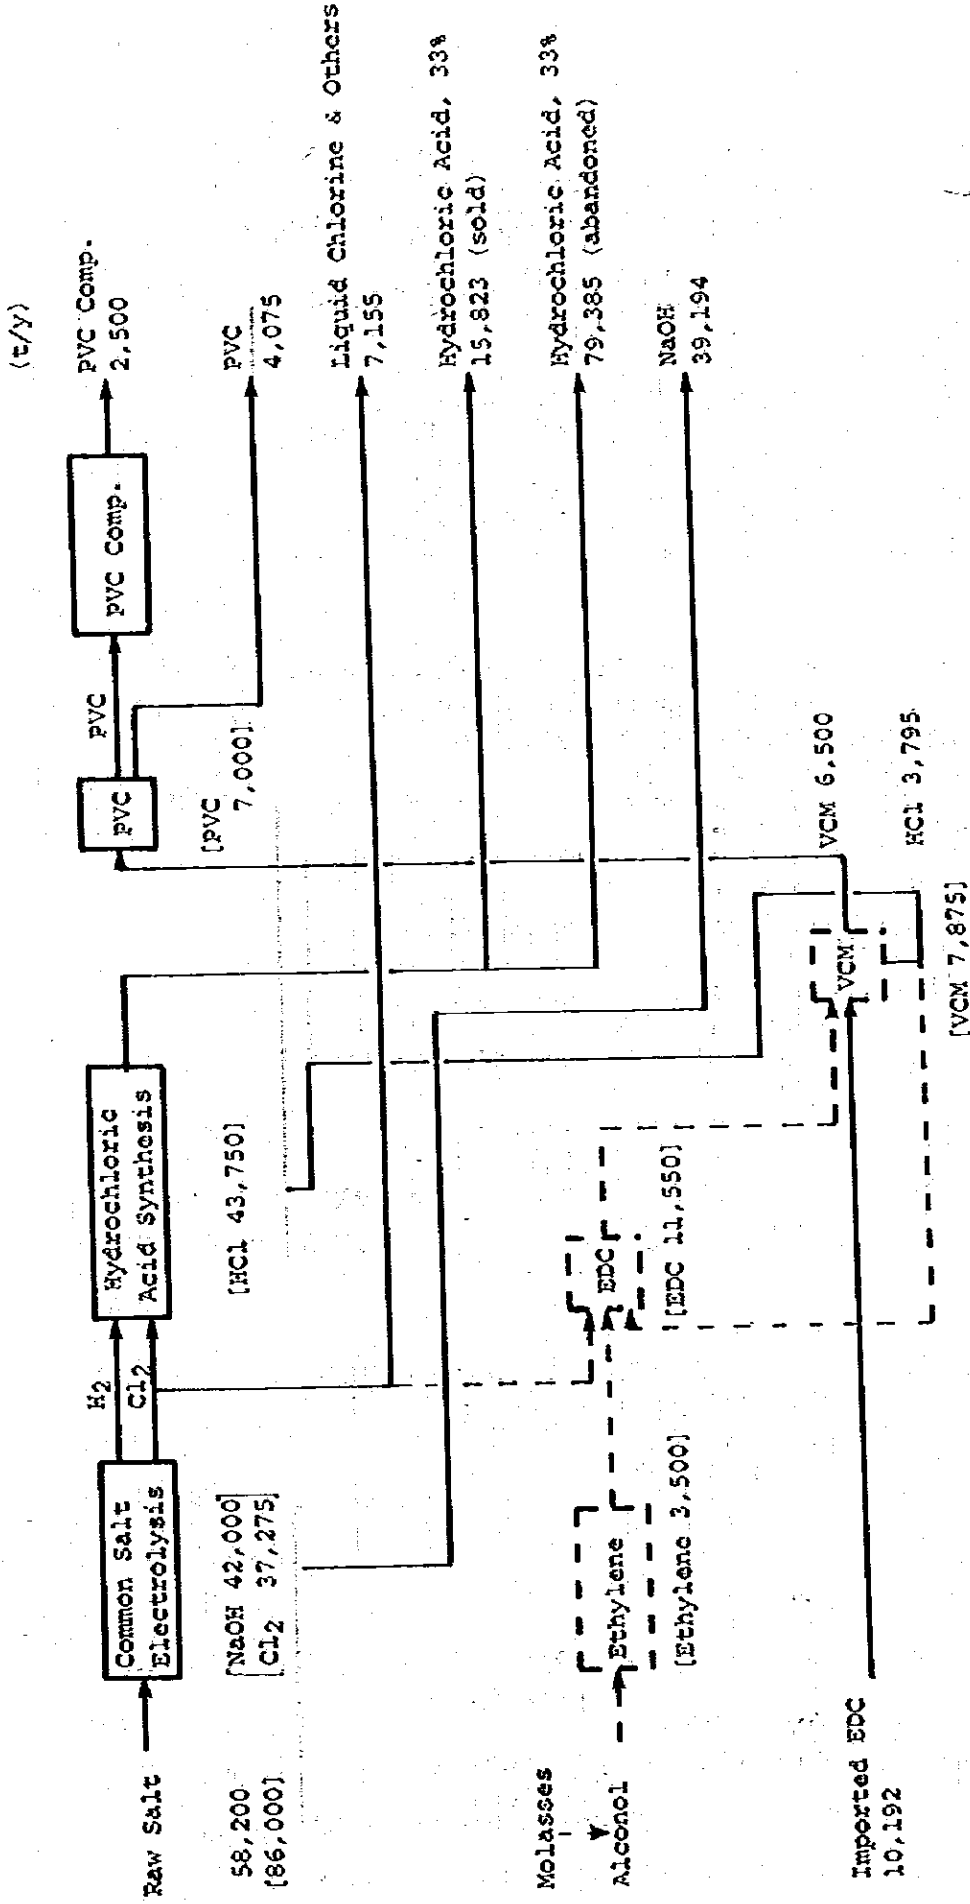 (t/y)
PVC Comp.
2,500
PVC Comp.
PVC
PVC
[PVC
7,000]
PVC
4,075
Liquid Chlorine & Others
7,155
Hydrochloric Acid, 33%
15,823 (sold)
Hydrochloric Acid, 33%
79,385 (abandoned)
NaOH
39,194
Hydrochloric
Acid Synthesis
[HCl 43,750]
H2
Cl2
Common Salt
Electrolysis
[NaOH 42,000]
[Cl2 37,275]
Raw Salt
58,200
[86,000]
Molasses
Alconol
Ethylene
[Ethylene 3,500]
EDC
[EDC 11,550]
VCM
VCM 6,500
HCl 3,795
[VCM 7,875]
Imported EDC
10,192